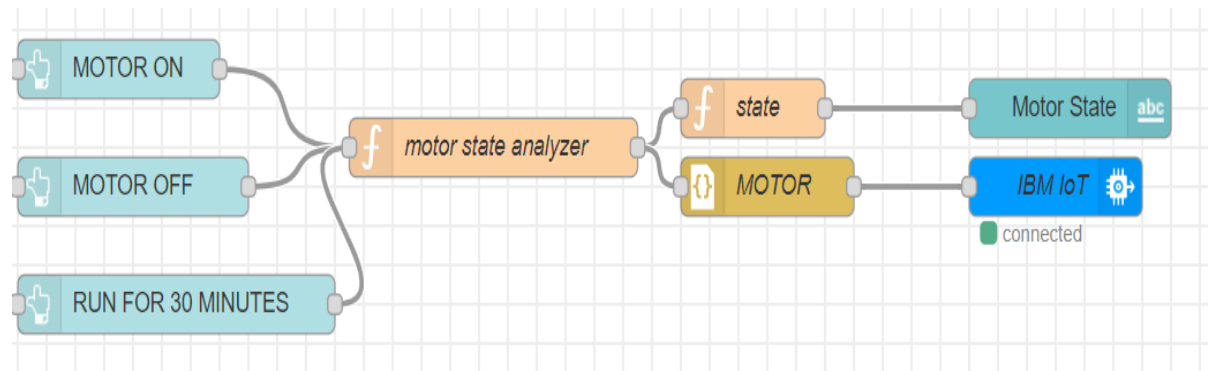 MOTOR ON
MOTOR OFF
RUN FOR 30 MINUTES
f motor state analyzer
f state
{} MOTOR
Motor State abc
IBM IoT
connected